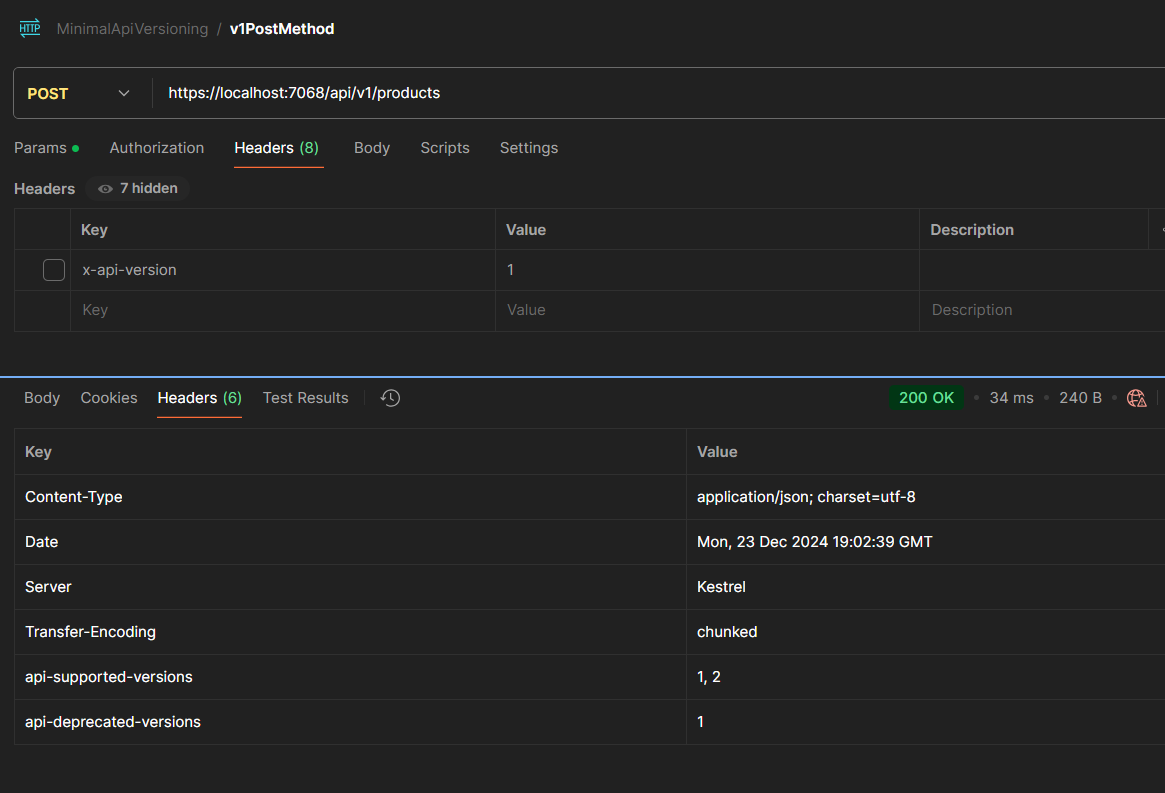 HTTP MinimalApiVersioning / v1PostMethod
POST https://localhost:7068/api/v1/products
Params Authorization Headers (8) Body Scripts Settings
Headers 7 hidden
Key Value Description
x-api-version 1
Key Value Description
Body Cookies Headers (6) Test Results 200 OK 34 ms 240 B
Key Value
Content-Type application/json; charset=utf-8
Date Mon, 23 Dec 2024 19:02:39 GMT
Server Kestrel
Transfer-Encoding chunked
api-supported-versions 1, 2
api-deprecated-versions 1